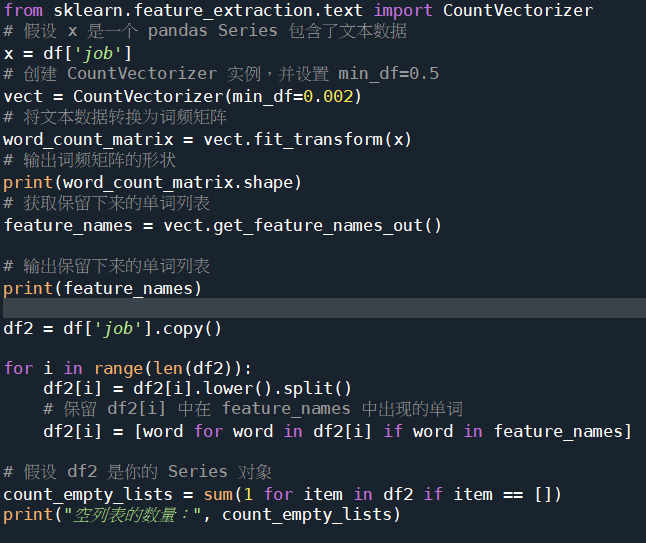 from sklearn.feature_extraction.text import CountVectorizer
# 假设 x 是一个 pandas Series 包含了文本数据
x = df['job']
# 创建 CountVectorizer 实例，并设置 min_df=0.5
vect = CountVectorizer(min_df=0.002)
# 将文本数据转换为词频矩阵
word_count_matrix = vect.fit_transform(x)
# 输出词频矩阵的形状
print(word_count_matrix.shape)
# 获取保留下来的单词列表
feature_names = vect.get_feature_names_out()
# 输出保留下来的单词列表
print(feature_names)
df2 = df['job'].copy()
for i in range(len(df2)):
    df2[i] = df2[i].lower().split()
    # 保留 df2[i] 中在 feature_names 中出现的单词
    df2[i] = [word for word in df2[i] if word in feature_names]
# 假设 df2 是你的 Series 对象
count_empty_lists = sum(1 for item in df2 if item == [])
print("空列表的数量：", count_empty_lists)